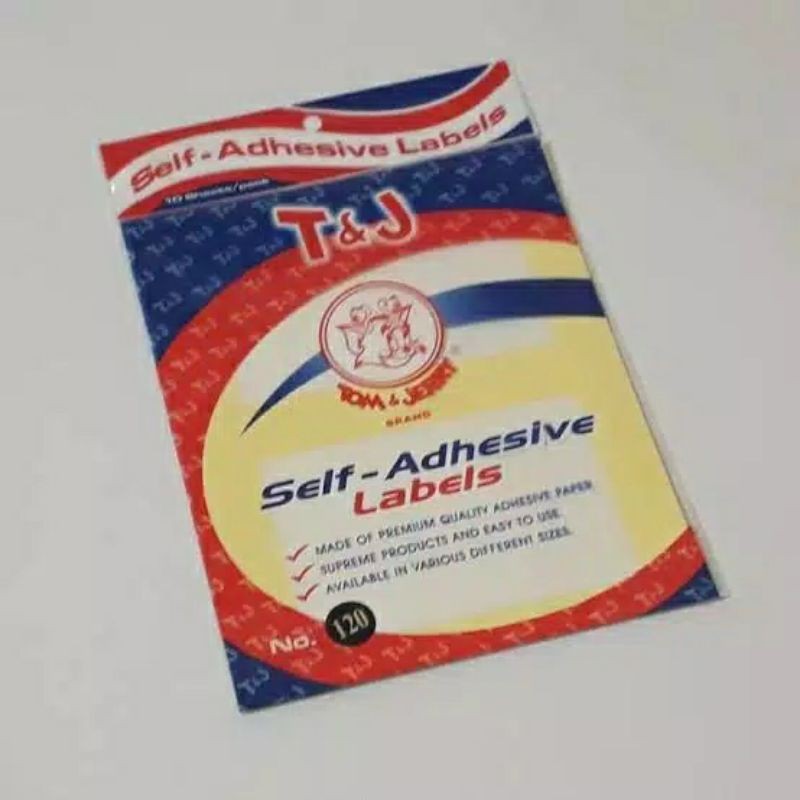 Self-Adhesive Labels
10 Sheets/pack
T&J
TOM & JERRY
BRAND
Self-Adhesive
Labels
MADE OF PREMIUM QUALITY ADHESIVE PAPER
SUPREME PRODUCTS AND EASY TO USE.
AVAILABLE IN VARIOUS DIFFERENT SIZES.
No. 120